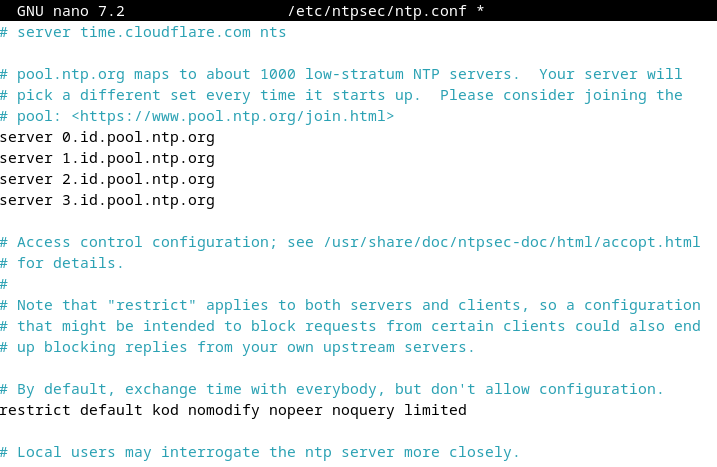 GNU nano 7.2 /etc/ntpsec/ntp.conf *
# server time.cloudflare.com nts
# pool.ntp.org maps to about 1000 low-stratum NTP servers.  Your server will
# pick a different set every time it starts up.  Please consider joining the
# pool: <https://www.pool.ntp.org/join.html>
server 0.id.pool.ntp.org
server 1.id.pool.ntp.org
server 2.id.pool.ntp.org
server 3.id.pool.ntp.org
# Access control configuration; see /usr/share/doc/ntpsec-doc/html/accopt.html
# for details.
#
# Note that "restrict" applies to both servers and clients, so a configuration
# that might be intended to block requests from certain clients could also end
# up blocking replies from your own upstream servers.
# By default, exchange time with everybody, but don't allow configuration.
restrict default kod nomodify nopeer noquery limited
# Local users may interrogate the ntp server more closely.